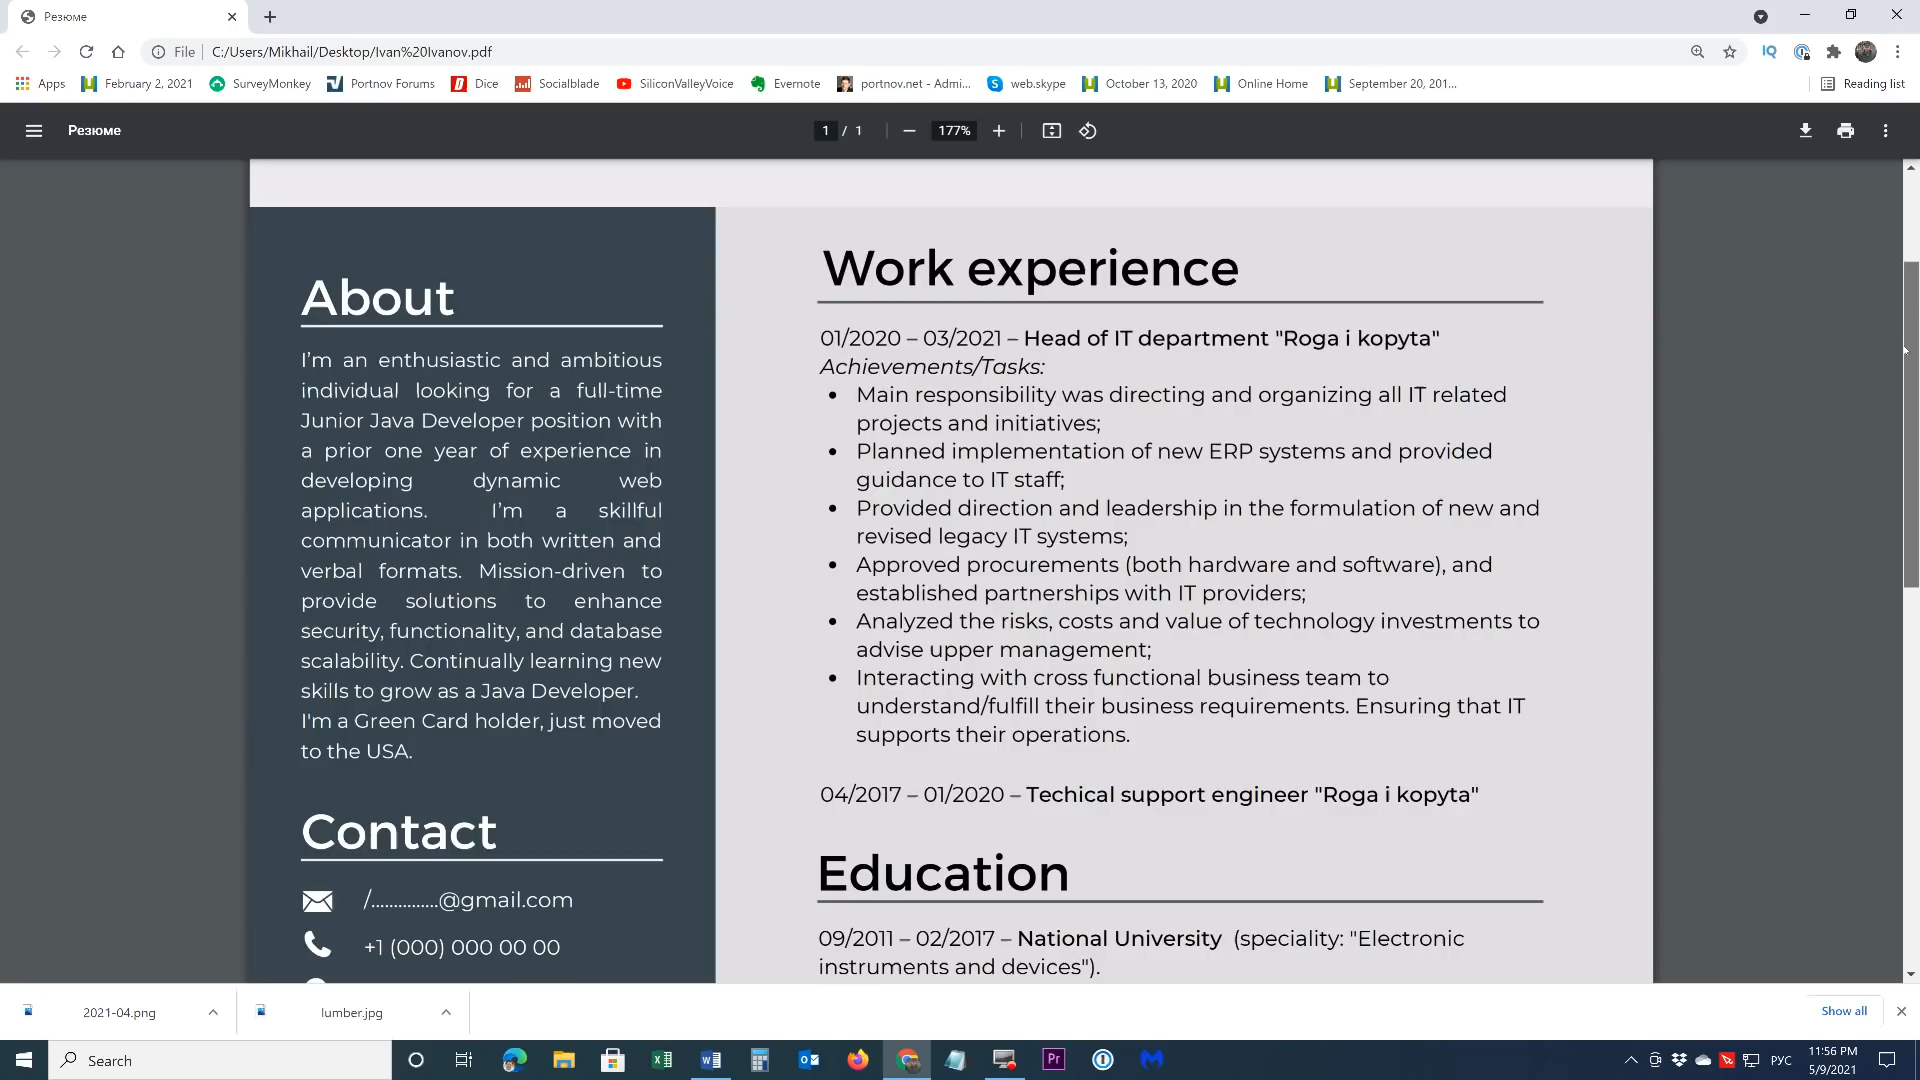 Резюме
File
C:/Users/Mikhail/Desktop/Ivan%20Ivanov.pdf
IQ
Apps
February 2, 2021
SurveyMonkey
Portnov Forums
Dice
Socialblade
SiliconValleyVoice
Evernote
portnov.net - Admi...
web.skype
October 13, 2020
Online Home
September 20, 201...
Reading list
Резюме
1 / 1
177%
About
I'm an enthusiastic and ambitious
individual looking for a full-time
Junior Java Developer position with
a prior one year of experience in
developing dynamic web
applications. I'm a skillful
communicator in both written and
verbal formats. Mission-driven to
provide solutions to enhance
security, functionality, and database
scalability. Continually learning new
skills to grow as a Java Developer.
I'm a Green Card holder, just moved
to the USA.
Contact
/...............@gmail.com
+1 (000) 000 00 00
Work experience
01/2020 – 03/2021 – Head of IT department "Roga i kopyta"
Achievements/Tasks:
• Main responsibility was directing and organizing all IT related
projects and initiatives;
• Planned implementation of new ERP systems and provided
guidance to IT staff;
• Provided direction and leadership in the formulation of new and
revised legacy IT systems;
• Approved procurements (both hardware and software), and
established partnerships with IT providers;
• Analyzed the risks, costs and value of technology investments to
advise upper management;
• Interacting with cross functional business team to
understand/fulfill their business requirements. Ensuring that IT
supports their operations.
04/2017 – 01/2020 – Techical support engineer "Roga i kopyta"
Education
09/2011 – 02/2017 – National University (speciality: "Electronic
instruments and devices").
2021-04.png
lumber.jpg
Show all
Search
Pr
РУС
11:56 PM
5/9/2021